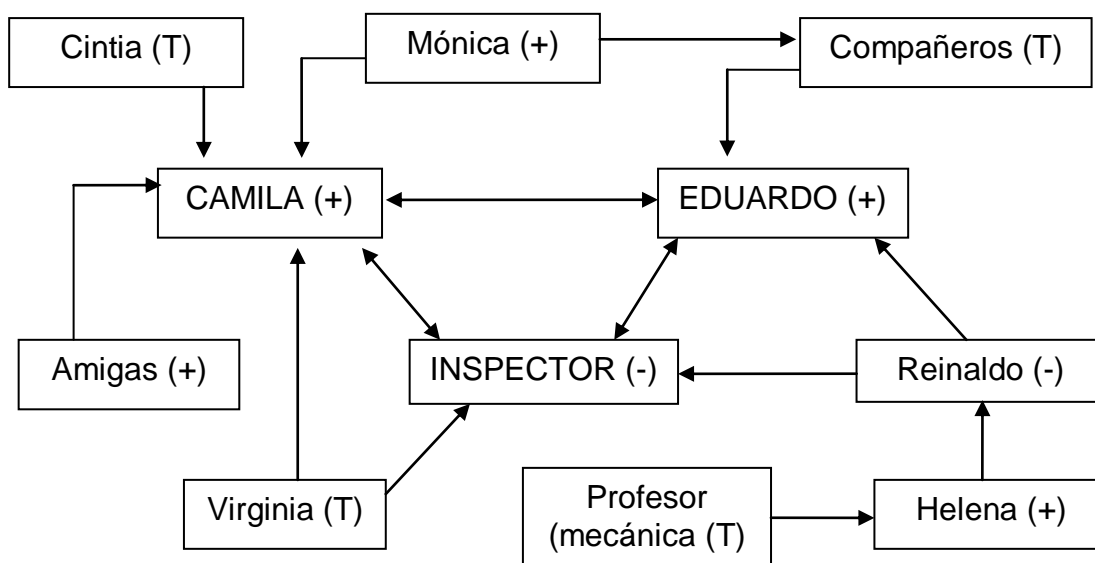 Cintia (T)
Mónica (+)
Compañeros (T)
CAMILA (+)
EDUARDO (+)
Amigas (+)
INSPECTOR (-)
Reinaldo (-)
Virginia (T)
Profesor
(mecánica (T)
Helena (+)